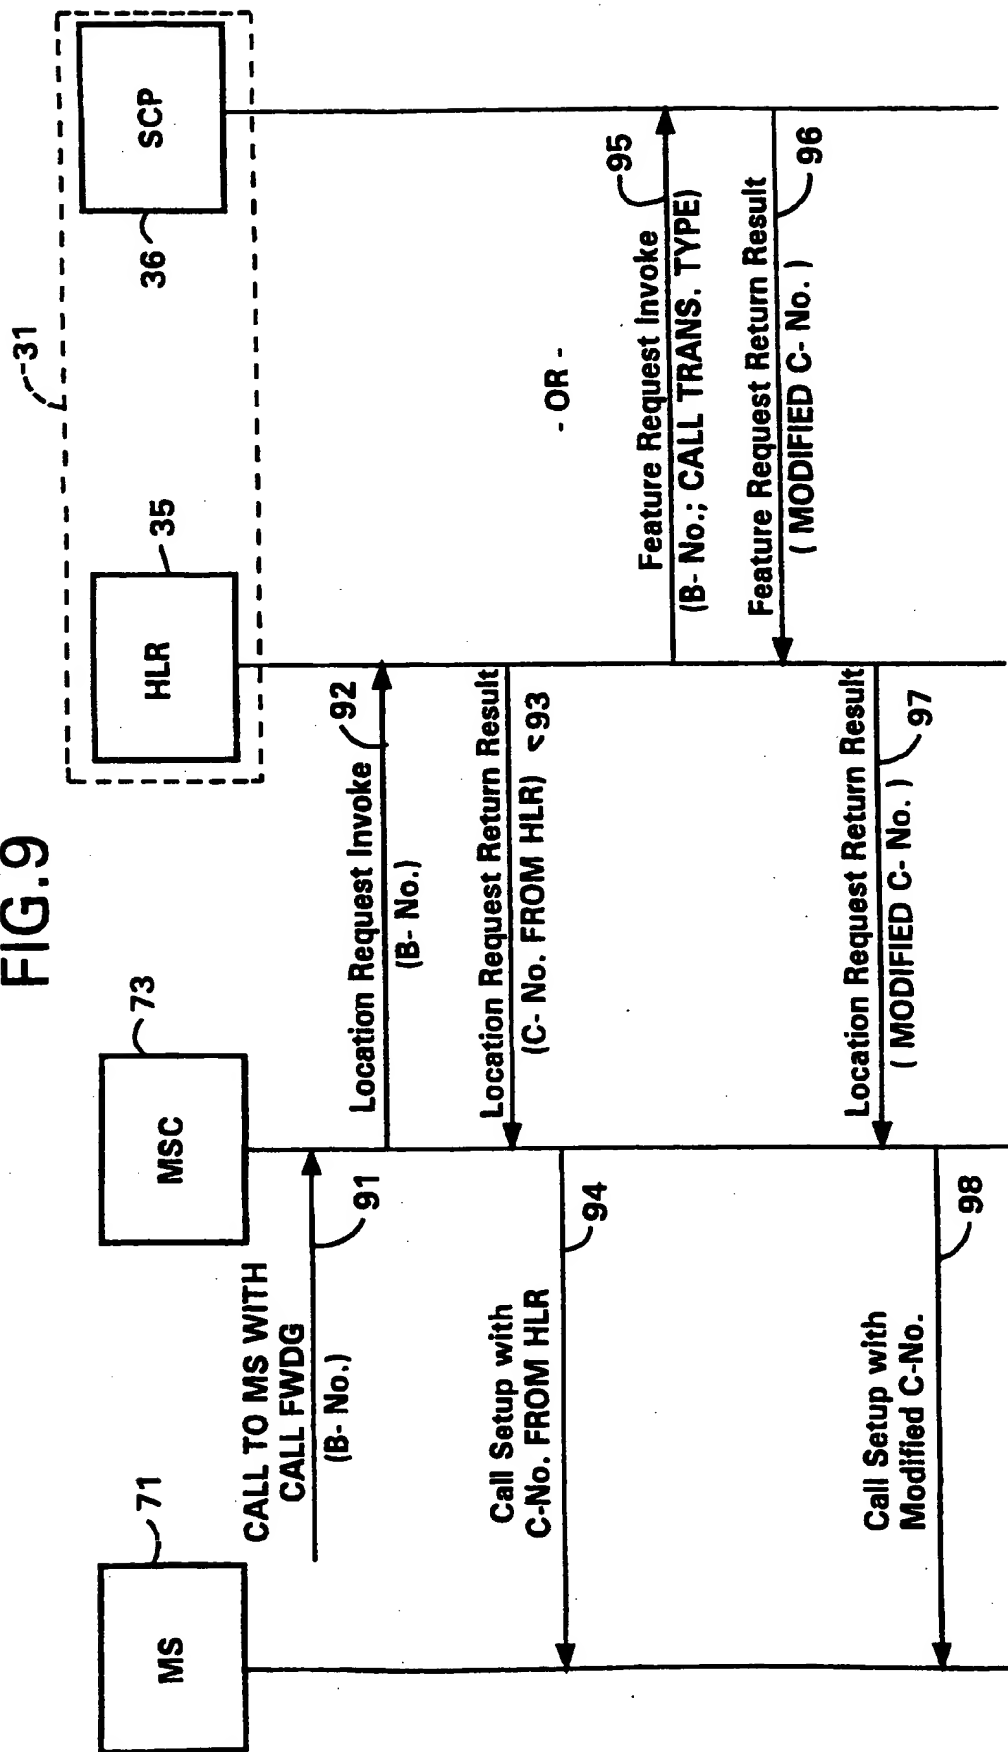 FIG.9
31
MS
71
MSC
73
HLR
35
SCP
36
CALL TO MS WITH
CALL FWDG
(B- No.)
91
Location Request Invoke
(B- No.)
92
Location Request Return Result
(C- No. FROM HLR)
93
Call Setup with
C-No. FROM HLR
94
- OR -
Feature Request Invoke
(B- No.; CALL TRANS. TYPE)
95
Feature Request Return Result
( MODIFIED C- No. )
96
Location Request Return Result
( MODIFIED C- No. )
97
Call Setup with
Modified C-No.
98